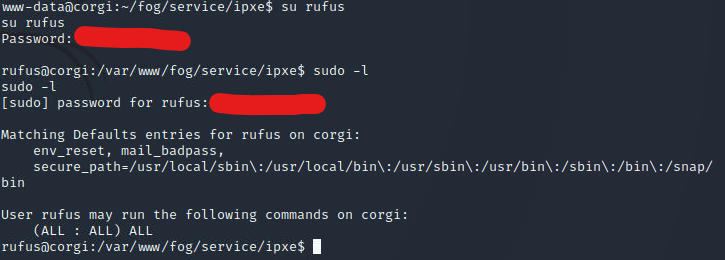 www-data@corgi:~/fog/service/ipxe$ su rufus
su rufus
Password:
rufus@corgi:/var/www/fog/service/ipxe$ sudo -l
sudo -l
[sudo] password for rufus:
Matching Defaults entries for rufus on corgi:
    env_reset, mail_badpass,
    secure_path=/usr/local/sbin\:/usr/local/bin\:/usr/sbin\:/usr/bin\:/sbin\:/bin\:/snap/
bin
User rufus may run the following commands on corgi:
    (ALL : ALL) ALL
rufus@corgi:/var/www/fog/service/ipxe$